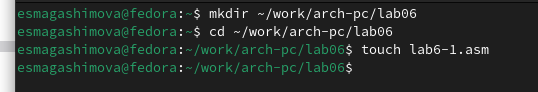 esmagashimova@fedora:~$ mkdir ~/work/arch-pc/lab06
esmagashimova@fedora:~$ cd ~/work/arch-pc/lab06
esmagashimova@fedora:~/work/arch-pc/lab06$ touch lab6-1.asm
esmagashimova@fedora:~/work/arch-pc/lab06$